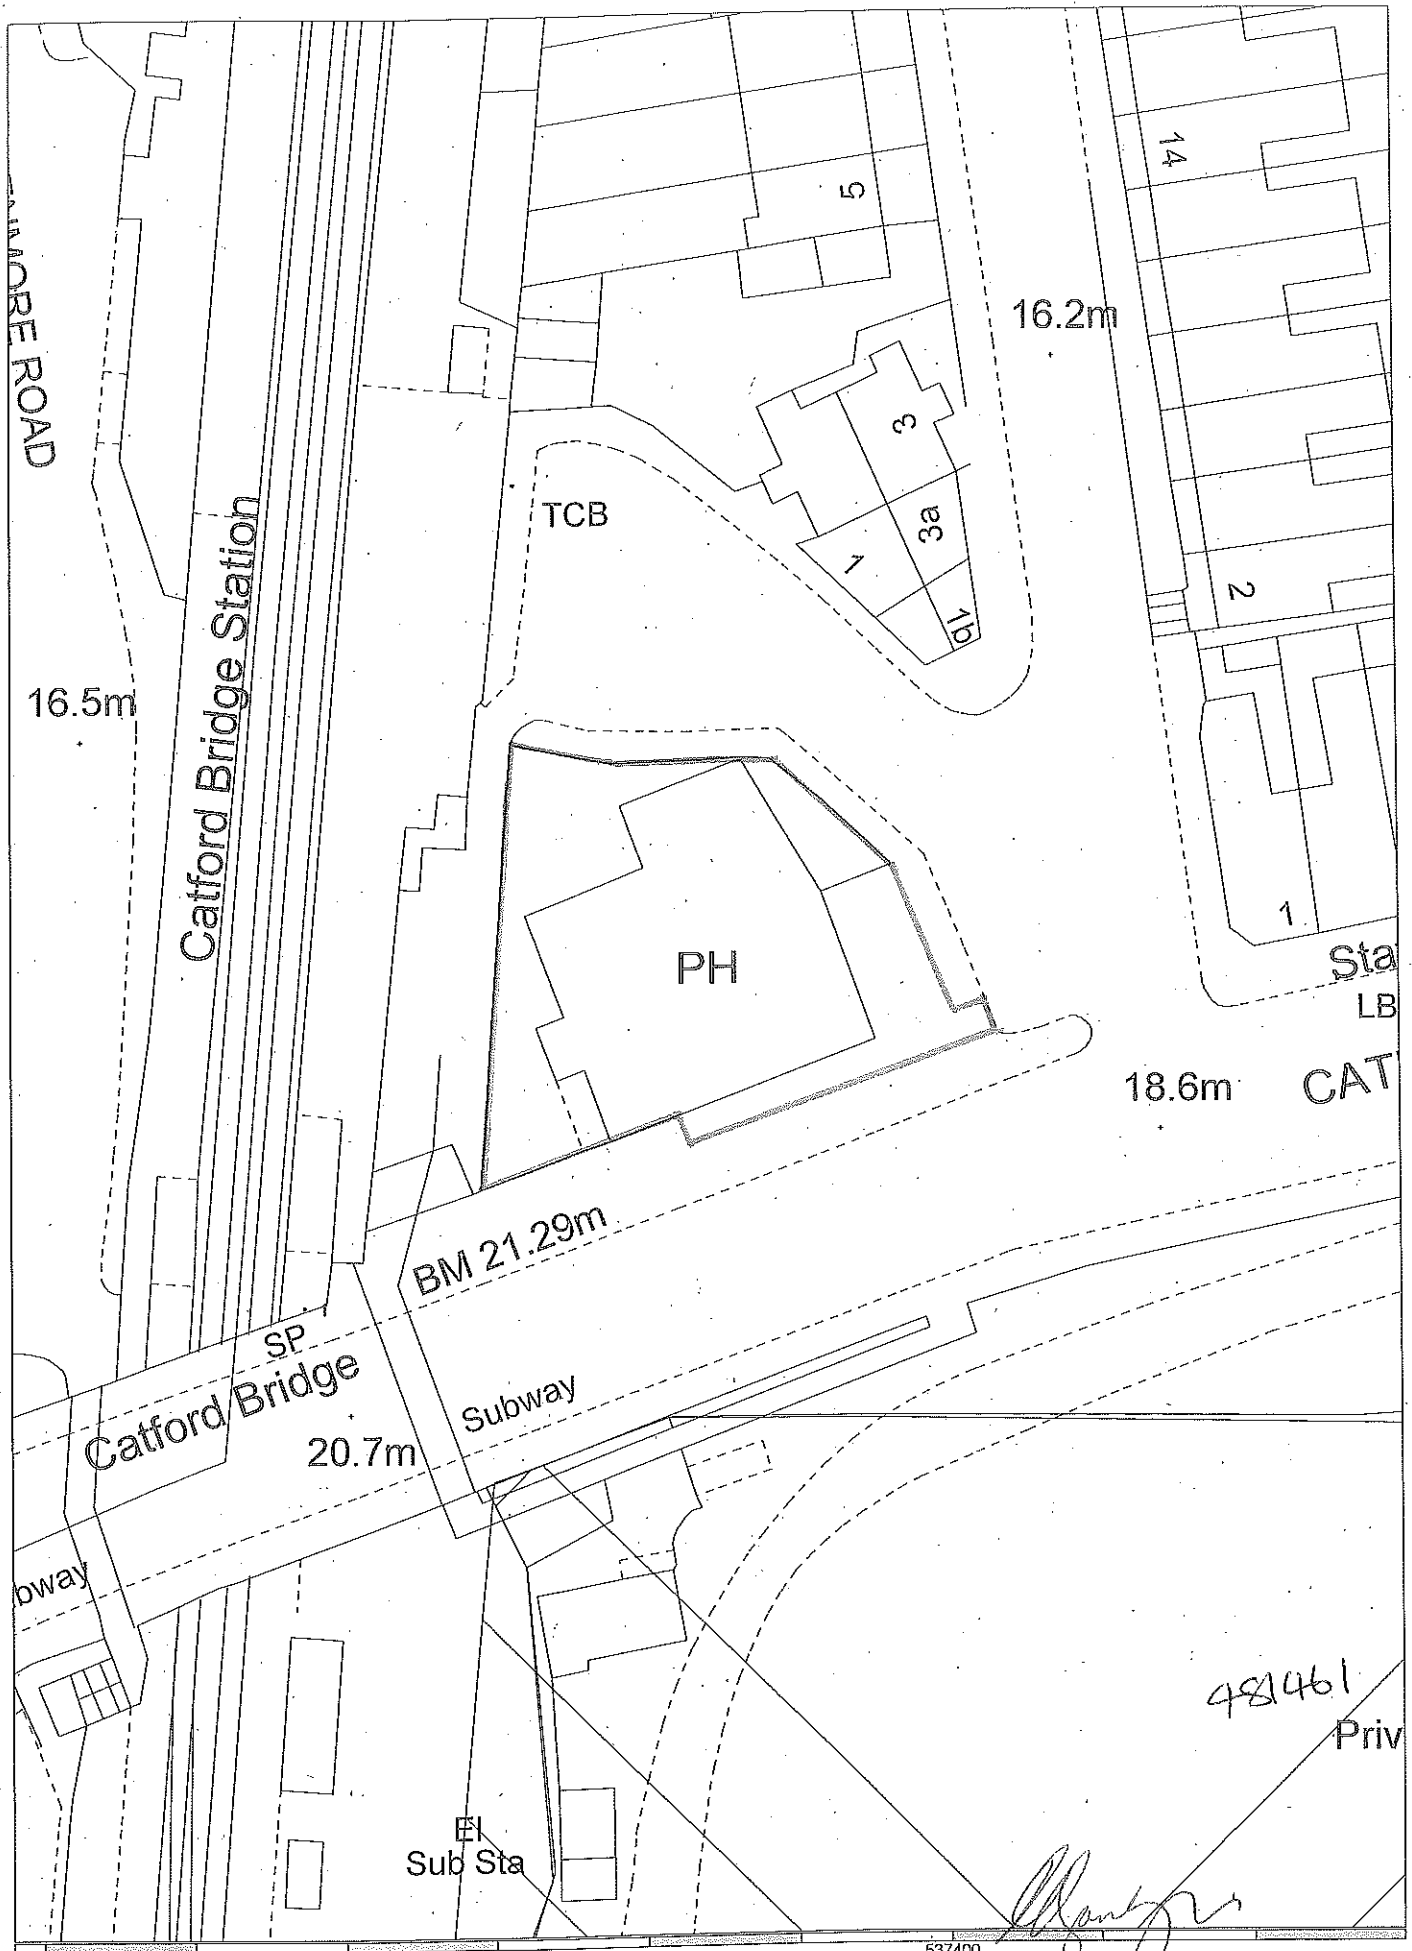 14
5
16.2m
3
TCB
3a
1
2
1b
16.5m
Catford Bridge Station
1
PH
LB
18.6m
BM 21.29m
SP
Catford Bridge
Subway
20.7m
481461
Priv
El
Sub Sta
537400
ROAD
CAT
Sta
bway